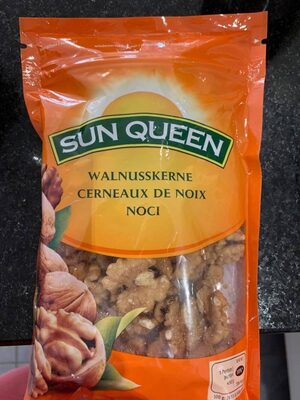 SUN QUEEN
WALNUSSKERNE
CERNEAUX DE NOIX
NOCI